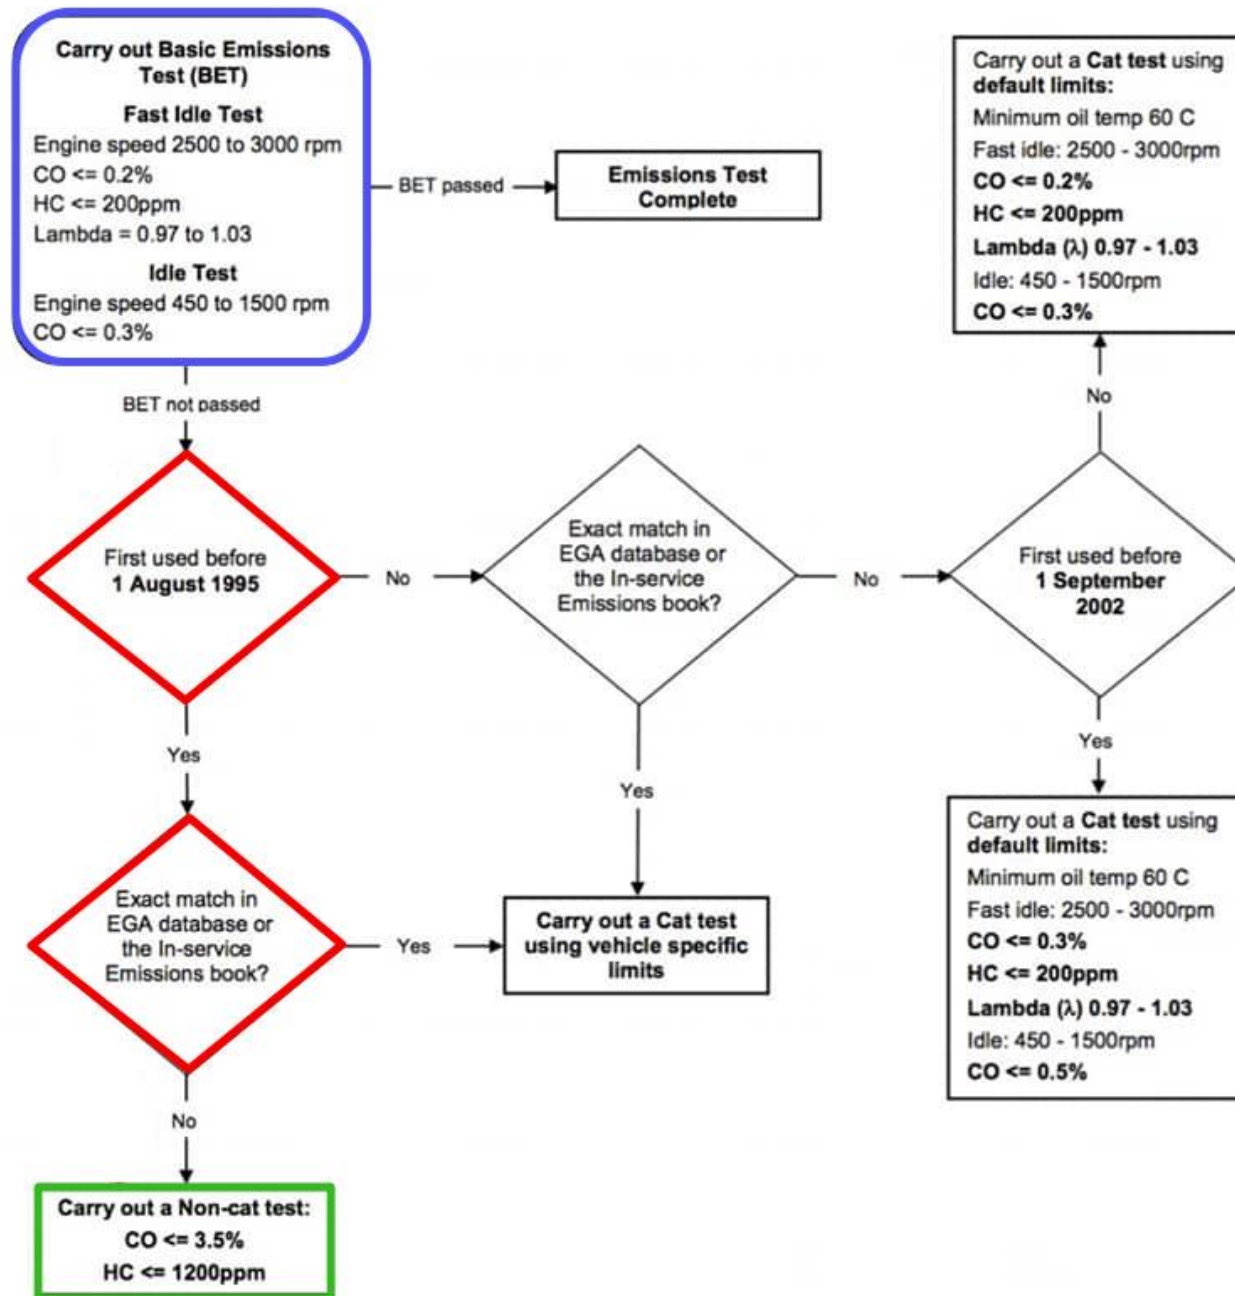 Carry out Basic Emissions
Test (BET)
Fast Idle Test
Engine speed 2500 to 3000 rpm
CO <= 0.2%
HC <= 200ppm
Lambda = 0.97 to 1.03
Idle Test
Engine speed 450 to 1500 rpm
CO <= 0.3%
BET passed
Emissions Test
Complete
Carry out a Cat test using
default limits:
Minimum oil temp 60 C
Fast idle: 2500 - 3000rpm
CO <= 0.2%
HC <= 200ppm
Lambda (λ) 0.97 - 1.03
Idle: 450 - 1500rpm
CO <= 0.3%
BET not passed
No
First used before
1 August 1995
No
Exact match in
EGA database or
the In-service
Emissions book?
No
First used before
1 September
2002
Yes
Yes
Yes
Exact match in
EGA database or
the In-service
Emissions book?
Yes
Carry out a Cat test
using vehicle specific
limits
Carry out a Cat test using
default limits:
Minimum oil temp 60 C
Fast idle: 2500 - 3000rpm
CO <= 0.3%
HC <= 200ppm
Lambda (λ) 0.97 - 1.03
Idle: 450 - 1500rpm
CO <= 0.5%
No
Carry out a Non-cat test:
CO <= 3.5%
HC <= 1200ppm